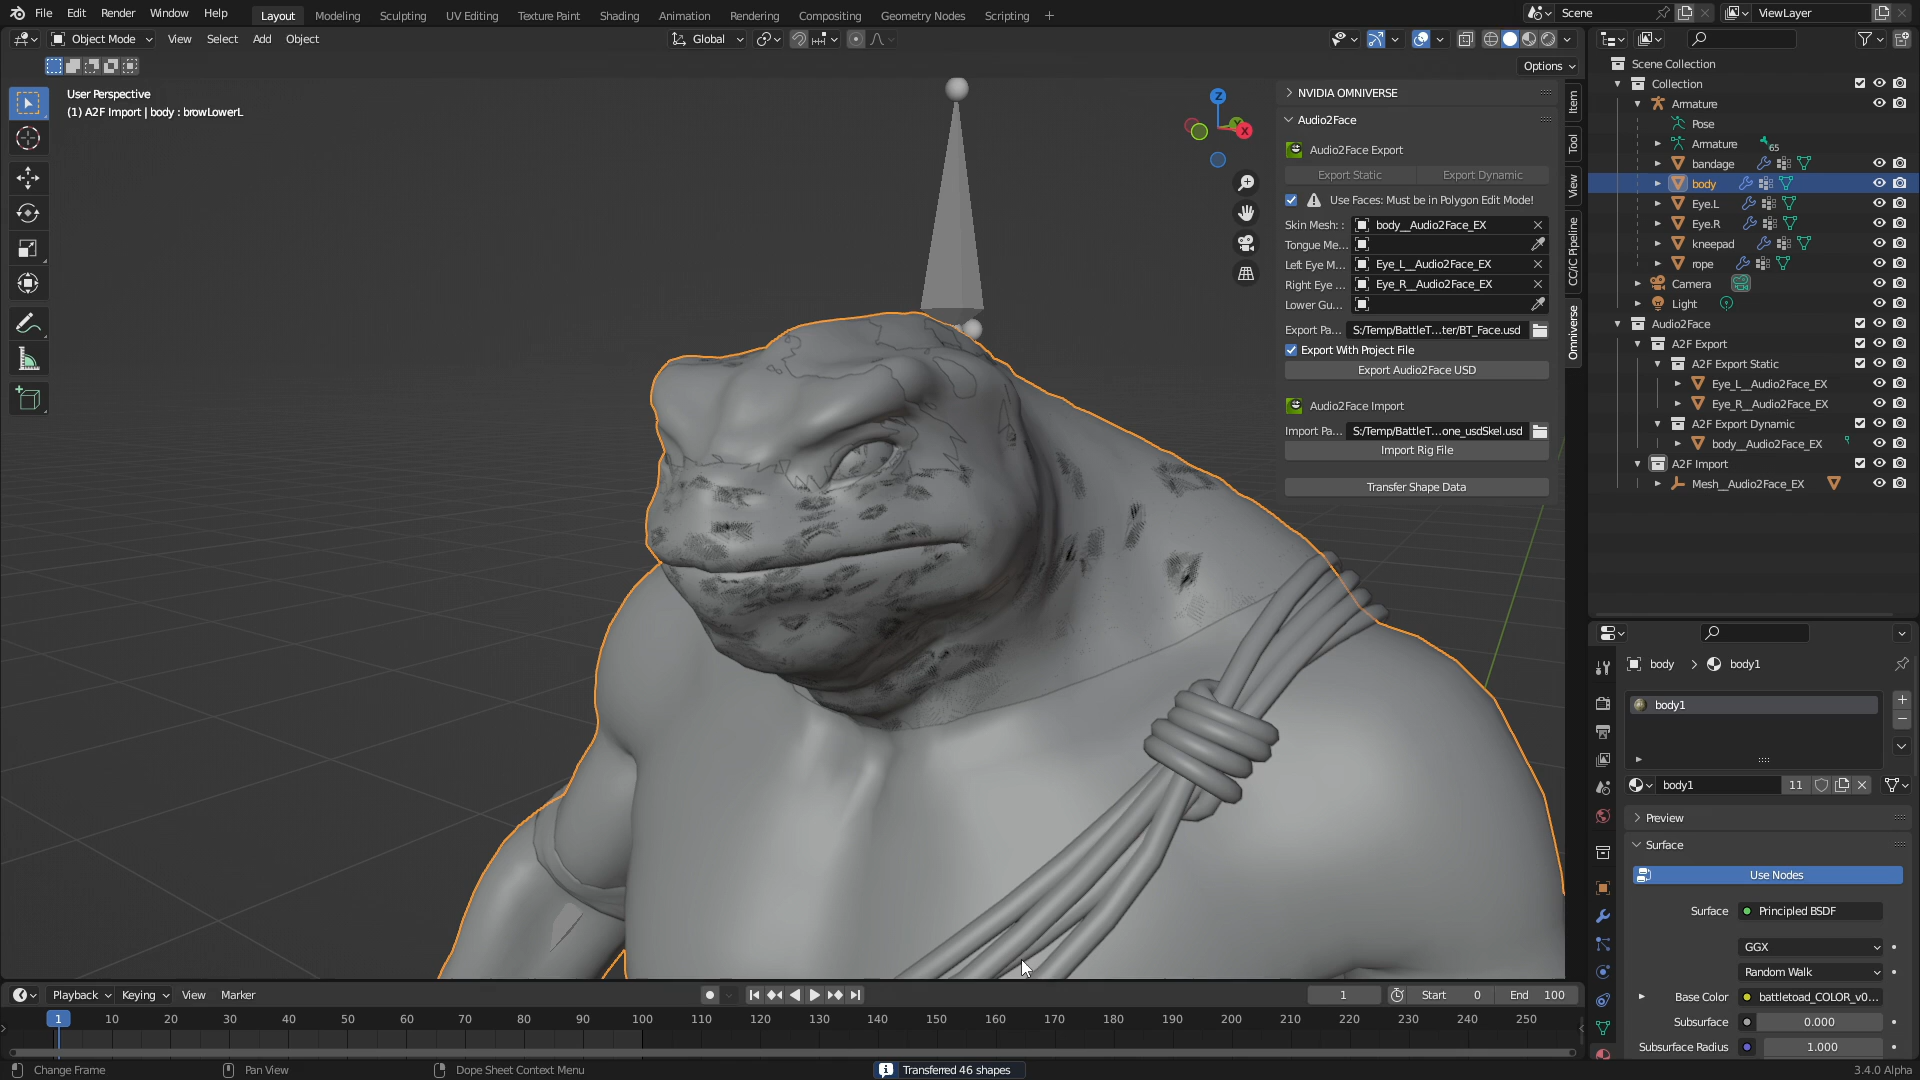 File Edit Render Window Help Layout Modeling Sculpting UV Editing Texture Paint Shading Animation Rendering Compositing Geometry Nodes Scripting + Scene ViewLayer
Object Mode View Select Add Object Global
Options
User Perspective
(1) A2F Import | body : browLowerL
Z
Y
X
NVIDIA OMNIVERSE
Audio2Face
Audio2Face Export
Export Static Export Dynamic
Use Faces: Must be in Polygon Edit Mode!
Skin Mesh: : body__Audio2Face_EX
Tongue Me...
Left Eye M... Eye_L__Audio2Face_EX
Right Eye ... Eye_R__Audio2Face_EX
Lower Gu...
Export Pa... S:/Temp/BattleT...ter/BT_Face.usd
Export With Project File
Export Audio2Face USD
Audio2Face Import
Import Pa... S:/Temp/BattleT...one_usdSkel.usd
Import Rig File
Transfer Shape Data
Item
Tool
View
CC/iC Pipeline
Omniverse
Scene Collection
Collection
Armature
Pose
Armature 65
bandage
body
Eye.L
Eye.R
kneepad
rope
Camera
Light
Audio2Face
A2F Export
A2F Export Static
Eye_L__Audio2Face_EX
Eye_R__Audio2Face_EX
A2F Export Dynamic
body__Audio2Face_EX
A2F Import
Mesh__Audio2Face_EX
body > body1
body1
body1 11
Preview
Surface
Use Nodes
Surface Principled BSDF
GGX
Random Walk
Base Color battletoad_COLOR_v0...
Subsurface 0.000
Subsurface Radius 1.000
Playback Keying View Marker 1 Start 0 End 100
1 10 20 30 40 50 60 70 80 90 100 110 120 130 140 150 160 170 180 190 200 210 220 230 240 250
Change Frame Pan View Dope Sheet Context Menu Transferred 46 shapes 3.4.0 Alpha